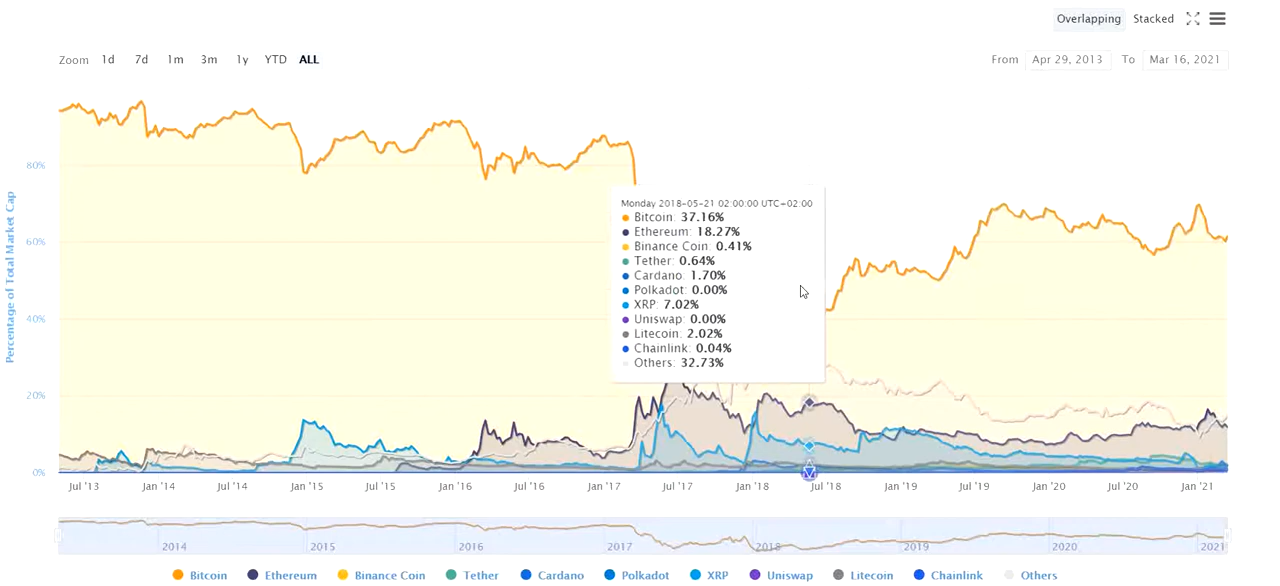 Overlapping Stacked
Zoom 1d 7d 1m 3m 1y YTD ALL
From Apr 29, 2013 To Mar 16, 2021
Percentage of Total Market Cap
80%
60%
40%
20%
0%
Monday 2018-05-21 02:00:00 UTC+02:00
Bitcoin: 37.16%
Ethereum: 18.27%
Binance Coin: 0.41%
Tether: 0.64%
Cardano: 1.70%
Polkadot: 0.00%
XRP: 7.02%
Uniswap: 0.00%
Litecoin: 2.02%
Chainlink: 0.04%
Others: 32.73%
Jul '13 Jan '14 Jul '14 Jan '15 Jul '15 Jan '16 Jul '16 Jan '17 Jul '17 Jan '18 Jul '18 Jan '19 Jul '19 Jan '20 Jul '20 Jan '21
2014 2015 2016 2017 2018 2019 2020 2021
Bitcoin Ethereum Binance Coin Tether Cardano Polkadot XRP Uniswap Litecoin Chainlink Others